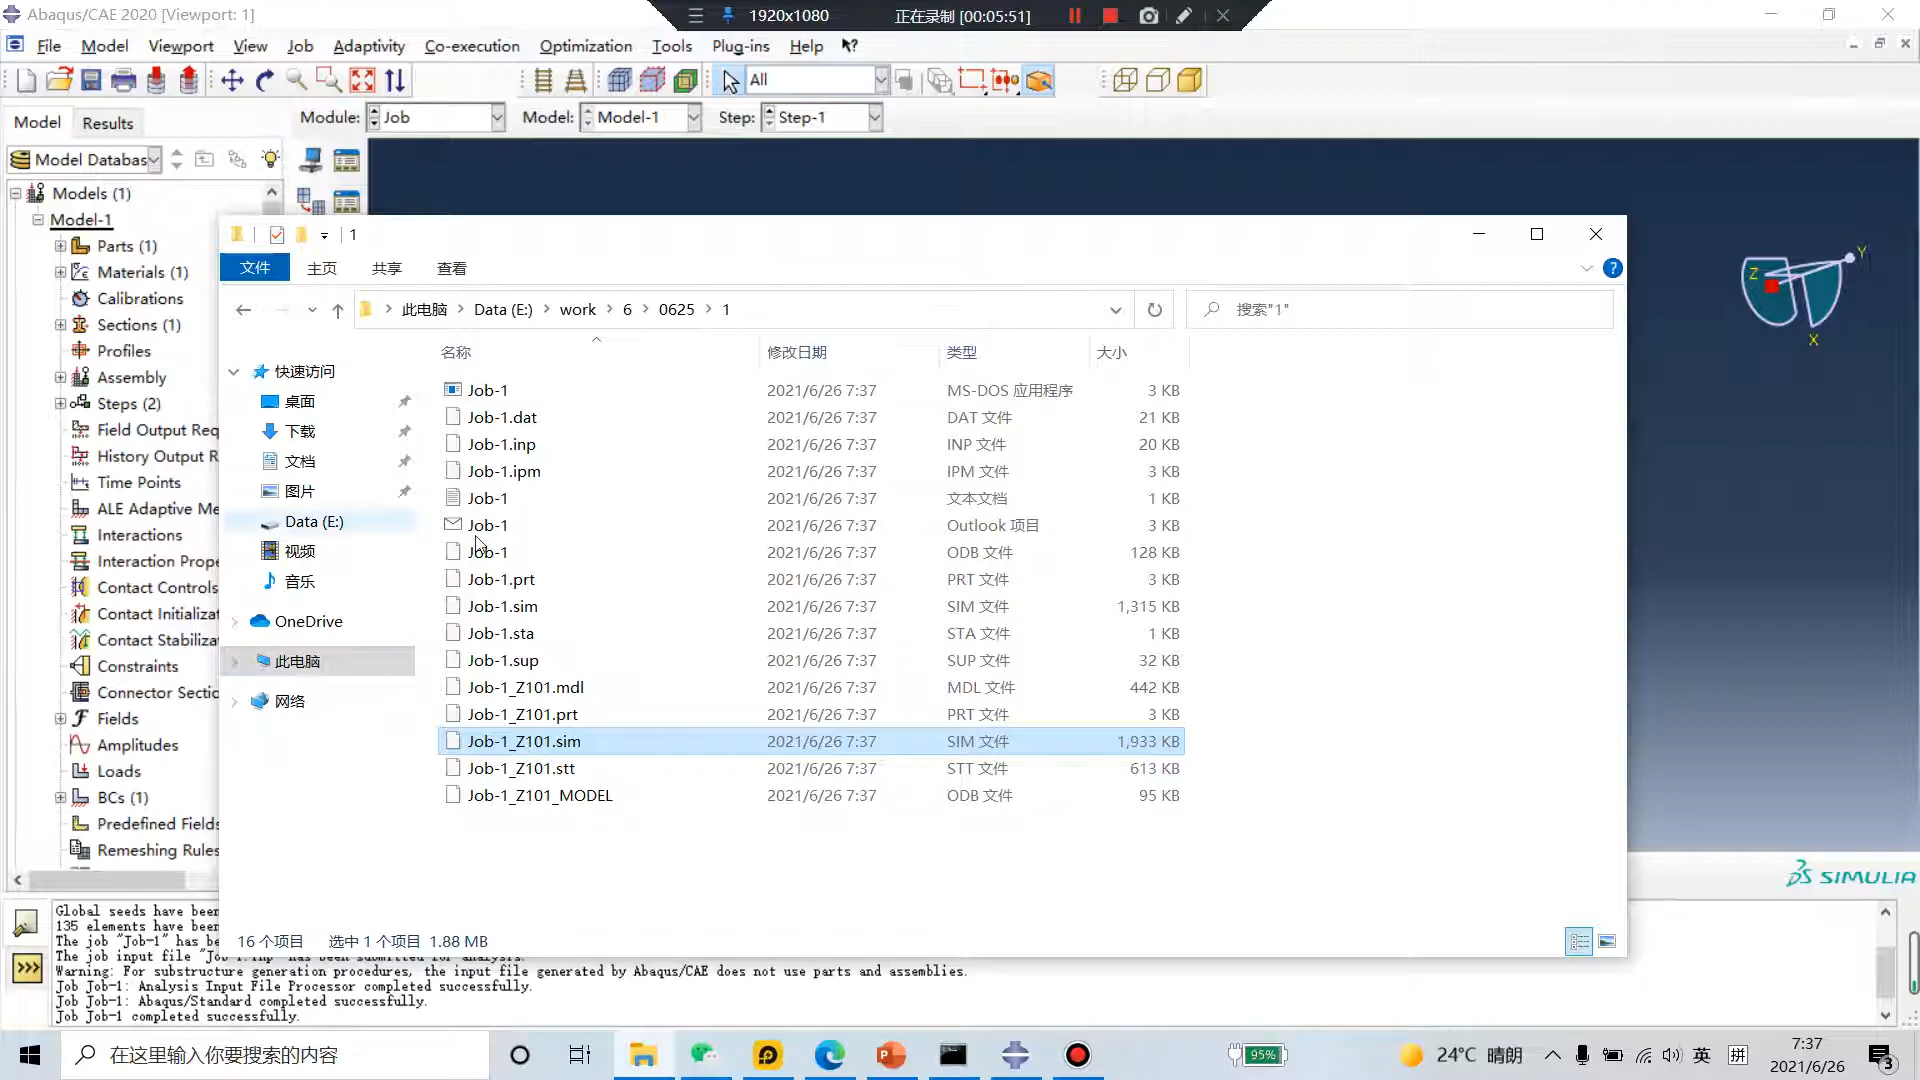 Abaqus/CAE 2020 [Viewport: 1]
1920x1080
正在录制 [00:05:51]
File Model Viewport View Job Adaptivity Co-execution Optimization Tools Plug-ins Help
All
Model Results
Module: Job Model: Model-1 Step: Step-1
Model Databas
Models (1)
Model-1
Parts (1)
Materials (1)
Calibrations
Sections (1)
Profiles
Assembly
Steps (2)
Field Output Req
History Output R
Time Points
ALE Adaptive Me
Interactions
Interaction Prope
Contact Controls
Contact Initializat
Contact Stabiliza
Constraints
Connector Sectio
Fields
Amplitudes
Loads
BCs (1)
Predefined Fields
Remeshing Rules
1
文件 主页 共享 查看
此电脑 Data (E:) work 6 0625 1
搜索"1"
快速访问
桌面
下载
文档
图片
Data (E:)
视频
音乐
OneDrive
此电脑
网络
名称 修改日期 类型 大小
Job-1 2021/6/26 7:37 MS-DOS 应用程序 3 KB
Job-1.dat 2021/6/26 7:37 DAT 文件 21 KB
Job-1.inp 2021/6/26 7:37 INP 文件 20 KB
Job-1.ipm 2021/6/26 7:37 IPM 文件 3 KB
Job-1 2021/6/26 7:37 文本文档 1 KB
Job-1 2021/6/26 7:37 Outlook 项目 3 KB
Job-1 2021/6/26 7:37 ODB 文件 128 KB
Job-1.prt 2021/6/26 7:37 PRT 文件 3 KB
Job-1.sim 2021/6/26 7:37 SIM 文件 1,315 KB
Job-1.sta 2021/6/26 7:37 STA 文件 1 KB
Job-1.sup 2021/6/26 7:37 SUP 文件 32 KB
Job-1_Z101.mdl 2021/6/26 7:37 MDL 文件 442 KB
Job-1_Z101.prt 2021/6/26 7:37 PRT 文件 3 KB
Job-1_Z101.sim 2021/6/26 7:37 SIM 文件 1,933 KB
Job-1_Z101.stt 2021/6/26 7:37 STT 文件 613 KB
Job-1_Z101_MODEL 2021/6/26 7:37 ODB 文件 95 KB
16 个项目 选中 1 个项目 1.88 MB
Y
Z
X
SIMULIA
Global seeds have been
135 elements have been
The job "Job-1" has be
The job input file "Job-1.inp" has been submitted for analysis.
Warning: For substructure generation procedures, the input file generated by Abaqus/CAE does not use parts and assemblies.
Job Job-1: Analysis Input File Processor completed successfully.
Job Job-1: Abaqus/Standard completed successfully.
Job Job-1 completed successfully.
>>>
在这里输入你要搜索的内容
95%
24°C 晴朗
英
拼
7:37
2021/6/26
3